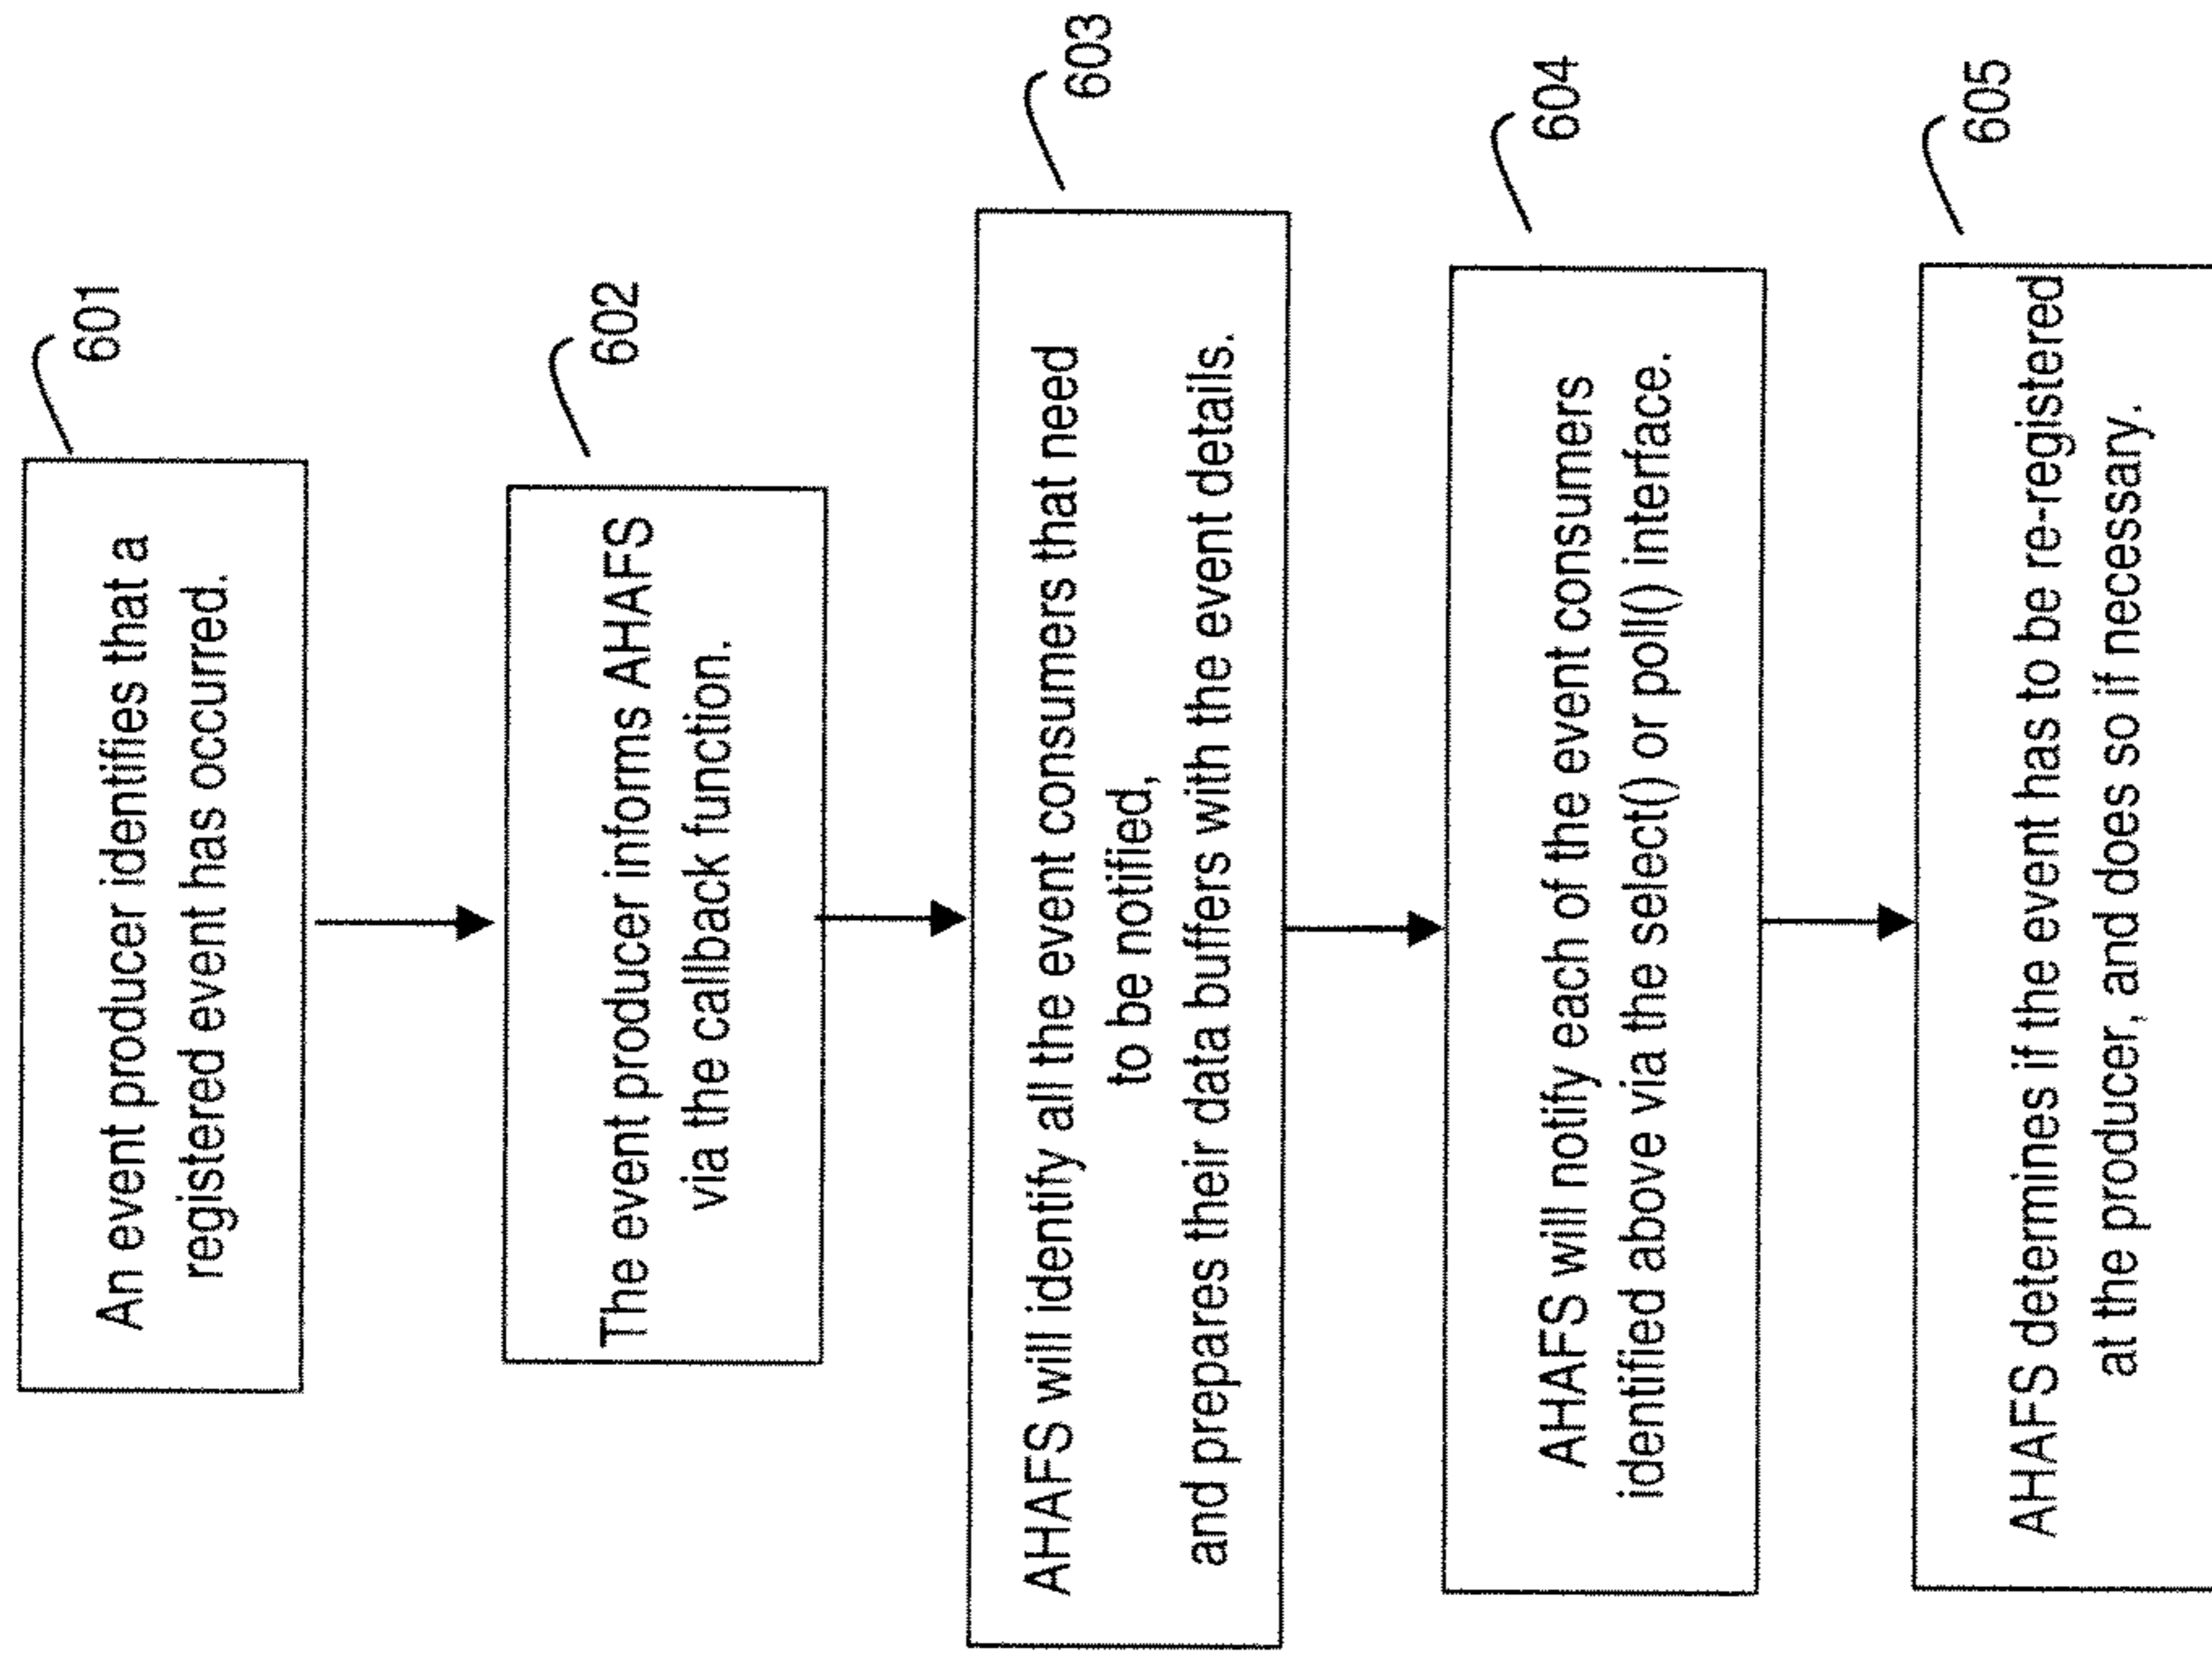 601
An event producer identifies that a
registered event has occurred.
602
The event producer informs AHAFS
via the callback function.
603
AHAFS will identify all the event consumers that need
to be notified,
and prepares their data buffers with the event details.
604
AHAFS will notify each of the event consumers
identified above via the select() or poll() interface.
605
AHAFS determines if the event has to be re-registered
at the producer, and does so if necessary.